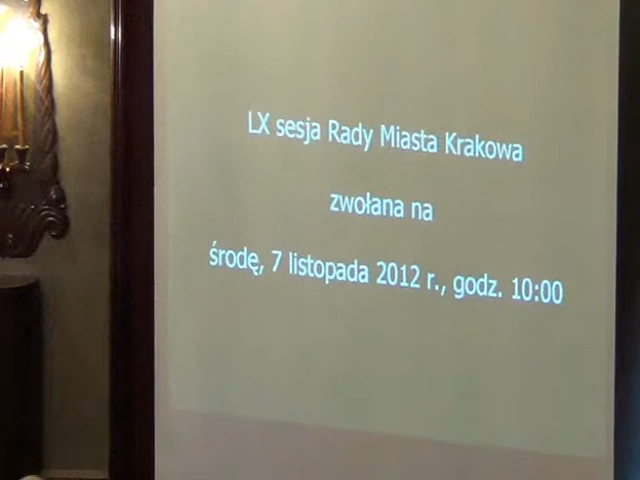 LX sesja Rady Miasta Krakowa
zwołana na
środę, 7 listopada 2012 r., godz. 10:00